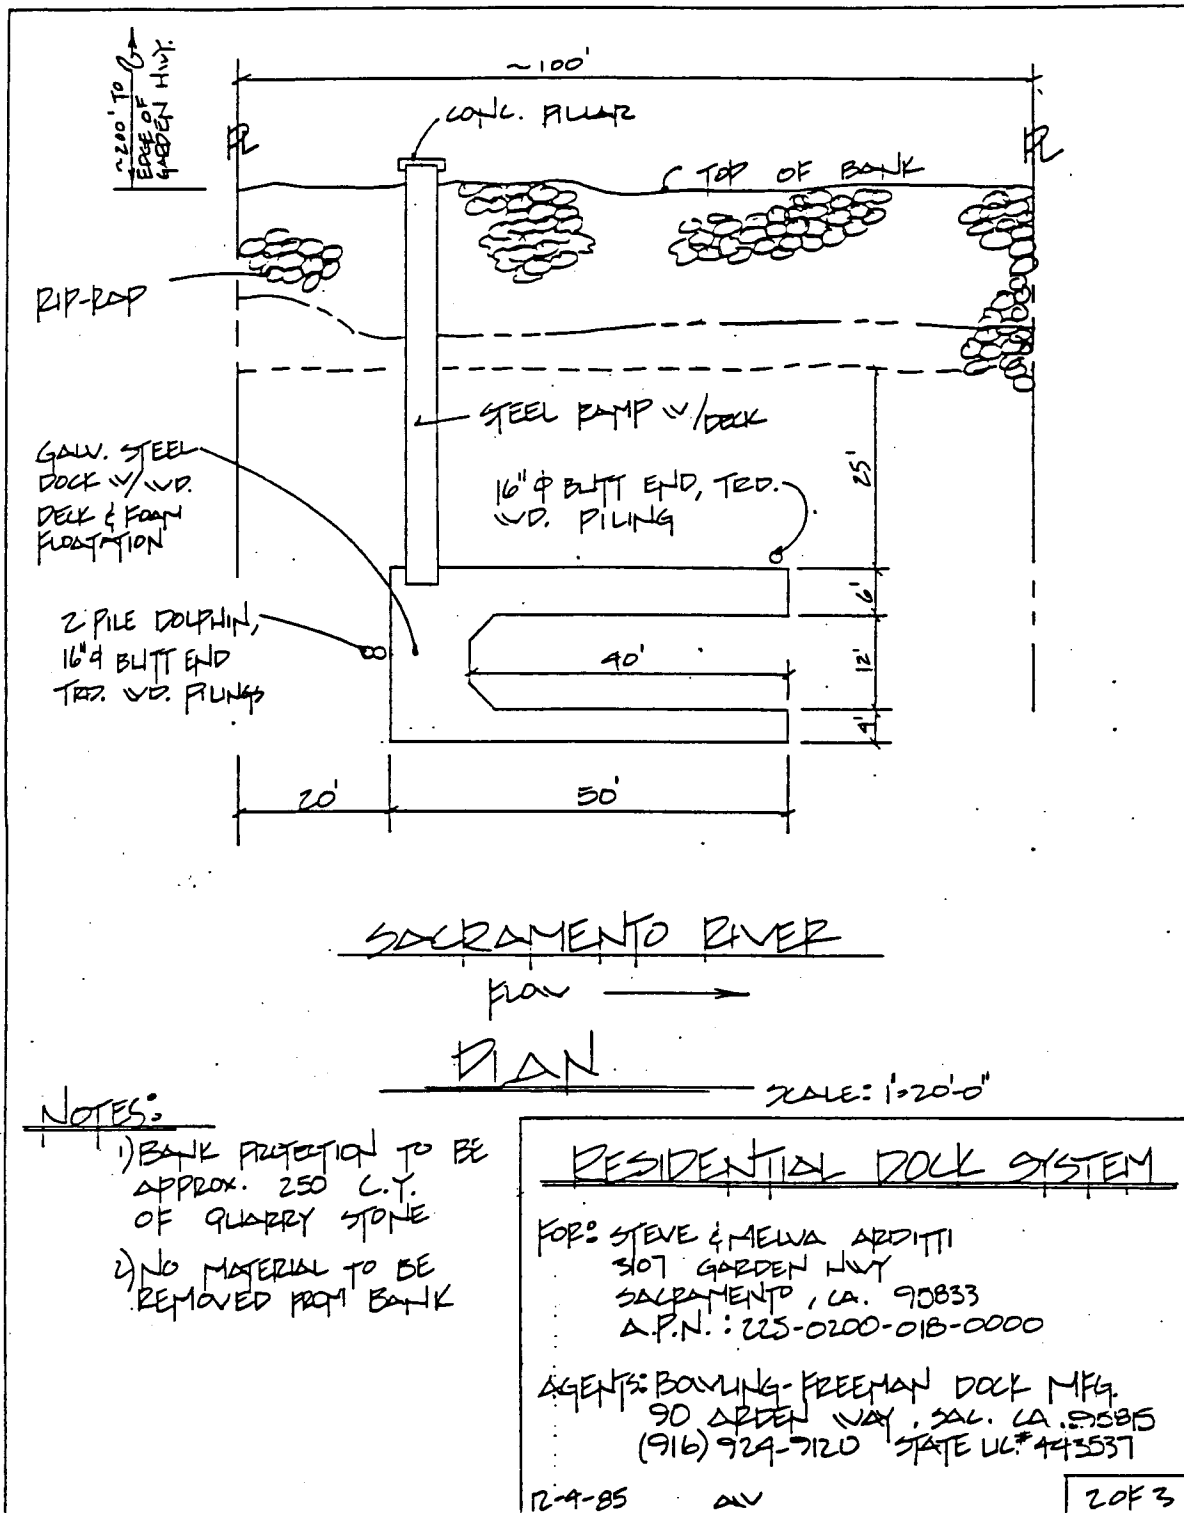 ~200' TO
EDGE OF
GARDEN HWY.
~100'
CONC. PILLAR
PL
PL
TOP OF BANK
RIP-RAP
STEEL RAMP W/DECK
GALV. STEEL
DOCK W/WD.
DECK & FOAM
FLOATATION
16"φ BUTT END, TRD.
WD. PILING
25'
6'
2 PILE DOLPHIN,
16"φ BUTT END
TRD. WD. PILINGS
40'
12'
4'
20'
50'
SACRAMENTO RIVER
FLOW
PLAN
SCALE: 1"=20'-0"
NOTES:
1) BANK PROTECTION TO BE
APPROX. 250 C.Y.
OF QUARRY STONE
2) NO MATERIAL TO BE
REMOVED FROM BANK
RESIDENTIAL DOCK SYSTEM
FOR: STEVE & MELVA ARDITTI
3107 GARDEN HWY
SACRAMENTO, CA. 95833
A.P.N.: 225-0200-018-0000
AGENTS: BOWLING-FREEMAN DOCK MFG.
90 ARDEN WAY, SAC. CA. 95815
(916) 924-9120 STATE LIC.# 443537
12-4-85
2 OF 3